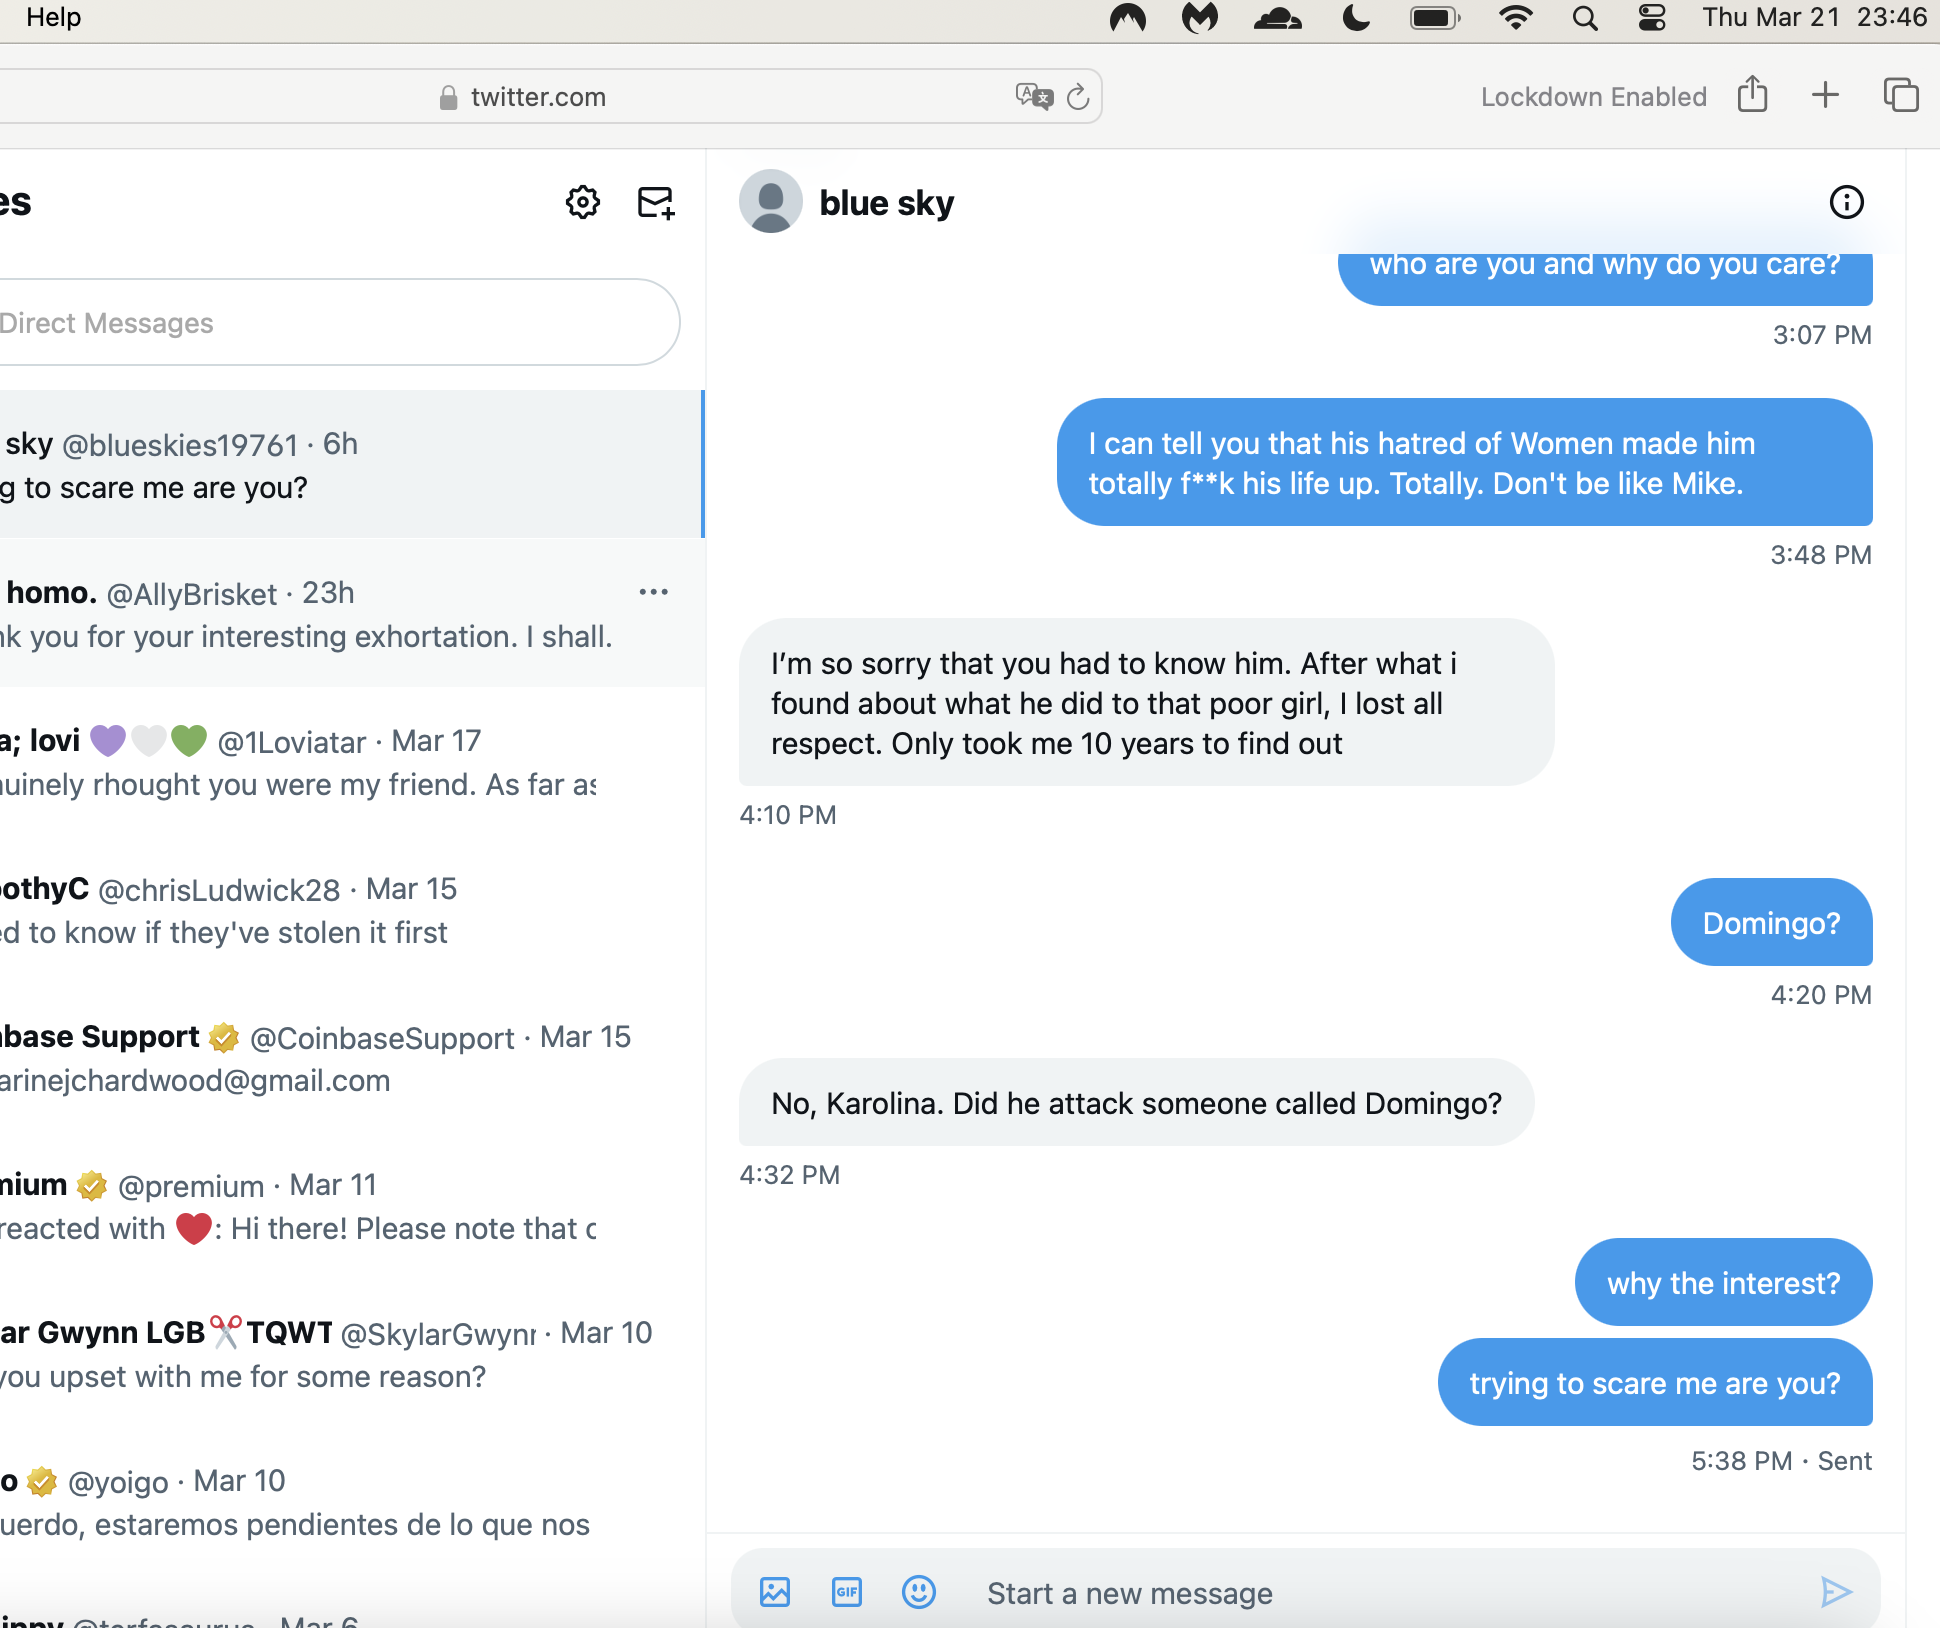 Help
Thu Mar 21 23:46
twitter.com
Lockdown Enabled
es
Direct Messages
sky @blueskies19761 · 6h
g to scare me are you?
homo. @AllyBrisket · 23h
nk you for your interesting exhortation. I shall.
a; lovi 💜🤍💚 @1Loviatar · Mar 17
nuinely rhought you were my friend. As far as
oothyC @chrisLudwick28 · Mar 15
ed to know if they've stolen it first
nbase Support @CoinbaseSupport · Mar 15
arinejchardwood@gmail.com
mium @premium · Mar 11
reacted with ❤️: Hi there! Please note that c
ar Gwynn LGB✂️TQWT @SkylarGwynr · Mar 10
you upset with me for some reason?
o @yoigo · Mar 10
uerdo, estaremos pendientes de lo que nos
Mar 6
blue sky
who are you and why do you care?
3:07 PM
I can tell you that his hatred of Women made him
totally f**k his life up. Totally. Don't be like Mike.
3:48 PM
I'm so sorry that you had to know him. After what i
found about what he did to that poor girl, I lost all
respect. Only took me 10 years to find out
4:10 PM
Domingo?
4:20 PM
No, Karolina. Did he attack someone called Domingo?
4:32 PM
why the interest?
trying to scare me are you?
5:38 PM · Sent
GIF
Start a new message